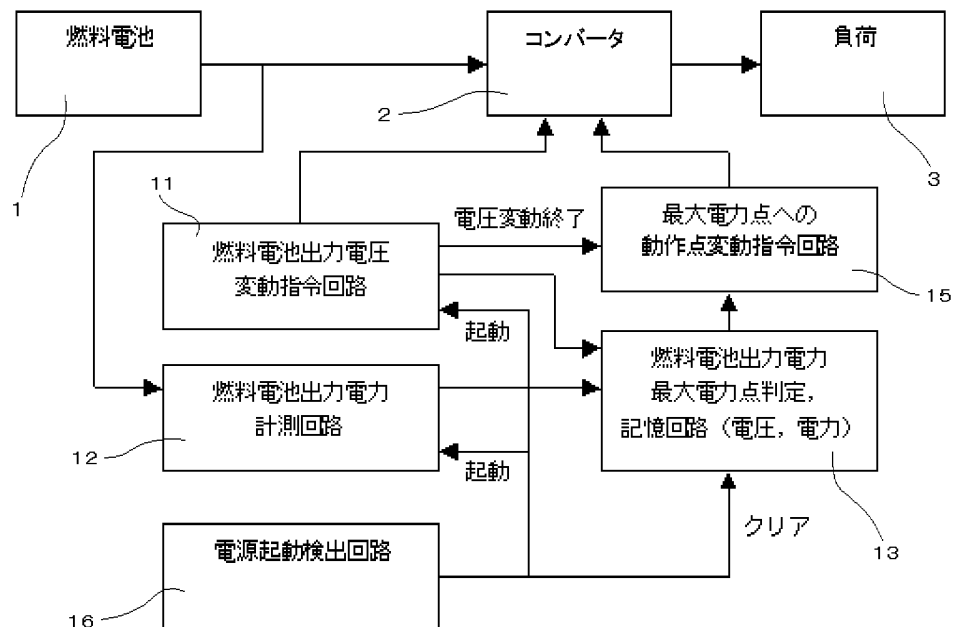 燃料電池
コンバータ
負荷
1
2
3
11
燃料電池出力電圧
変動指令回路
電圧変動終了
最大電力点への
動作点変動指令回路
15
起動
12
燃料電池出力電力
計測回路
起動
燃料電池出力電力
最大電力点判定,
記憶回路（電圧，電力）
13
クリア
電源起動検出回路
16